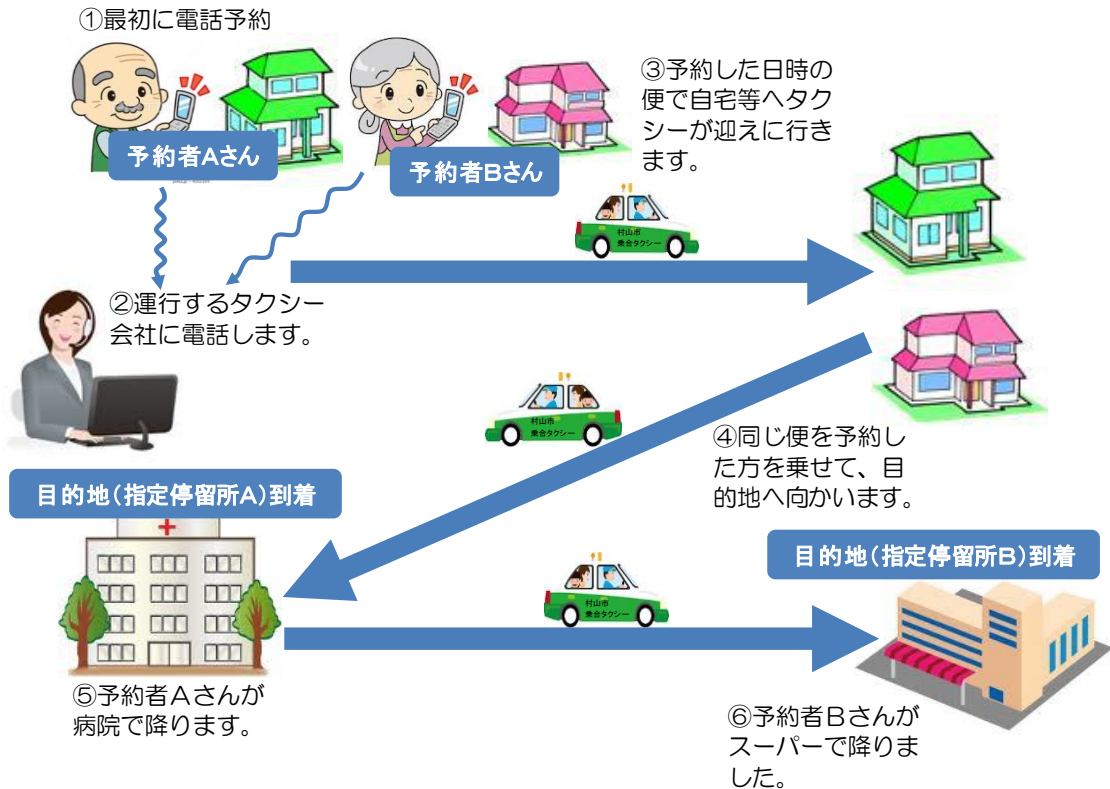 ①最初に電話予約
予約者Aさん
予約者Bさん
②運行するタクシー
会社に電話します。
③予約した日時の
便で自宅等へタク
シーが迎えに行き
ます。
村山市
乗合タクシー
村山市
乗合タクシー
④同じ便を予約し
た方を乗せて、目
的地へ向かいます。
目的地(指定停留所A)到着
⑤予約者Aさんが
病院で降ります。
村山市
乗合タクシー
目的地(指定停留所B)到着
⑥予約者Bさんが
スーパーで降りま
した。